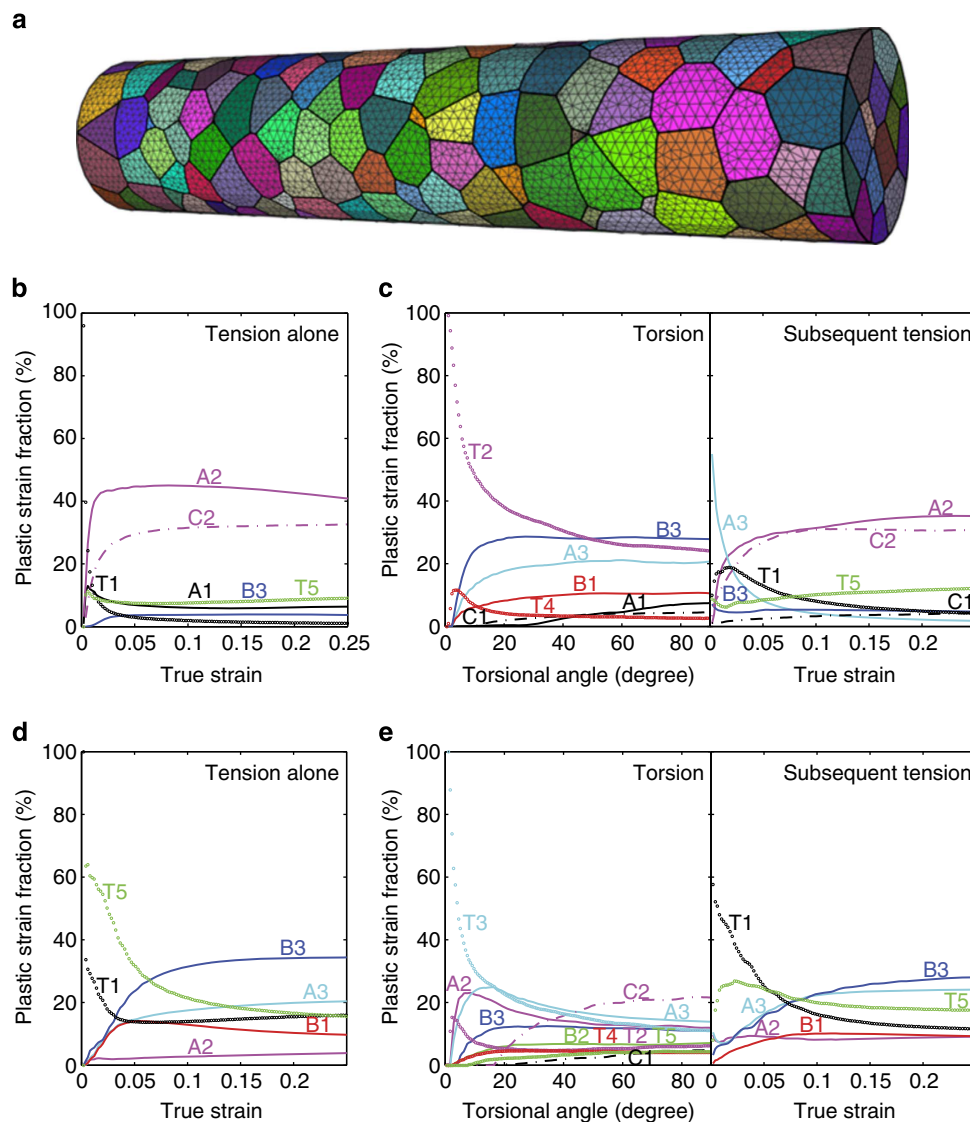 a
b
c
100
80
60
40
20
0
Plastic strain fraction (%)
Tension alone
A2
C2
T1
A1
B3
T5
0
0.05
0.1
0.15
0.2
0.25
True strain
100
80
60
40
20
0
Plastic strain fraction (%)
Torsion
T2
B3
A3
B1
T4
A1
C1
0
20
40
60
80
Torsional angle (degree)
Subsequent tension
A3
A2
C2
T1
T5
B3
C1
0
0.05
0.1
0.15
0.2
True strain
d
e
100
80
60
40
20
0
Plastic strain fraction (%)
Tension alone
T5
T1
B3
A3
B1
A2
0
0.05
0.1
0.15
0.2
True strain
100
80
60
40
20
0
Plastic strain fraction (%)
Torsion
T3
A2
C2
B3
B2 T4 T2 T5
C1
0
20
40
60
80
Torsional angle (degree)
Subsequent tension
T1
B3
T5
A3
B1
A2
0
0.05
0.1
0.15
0.2
True strain